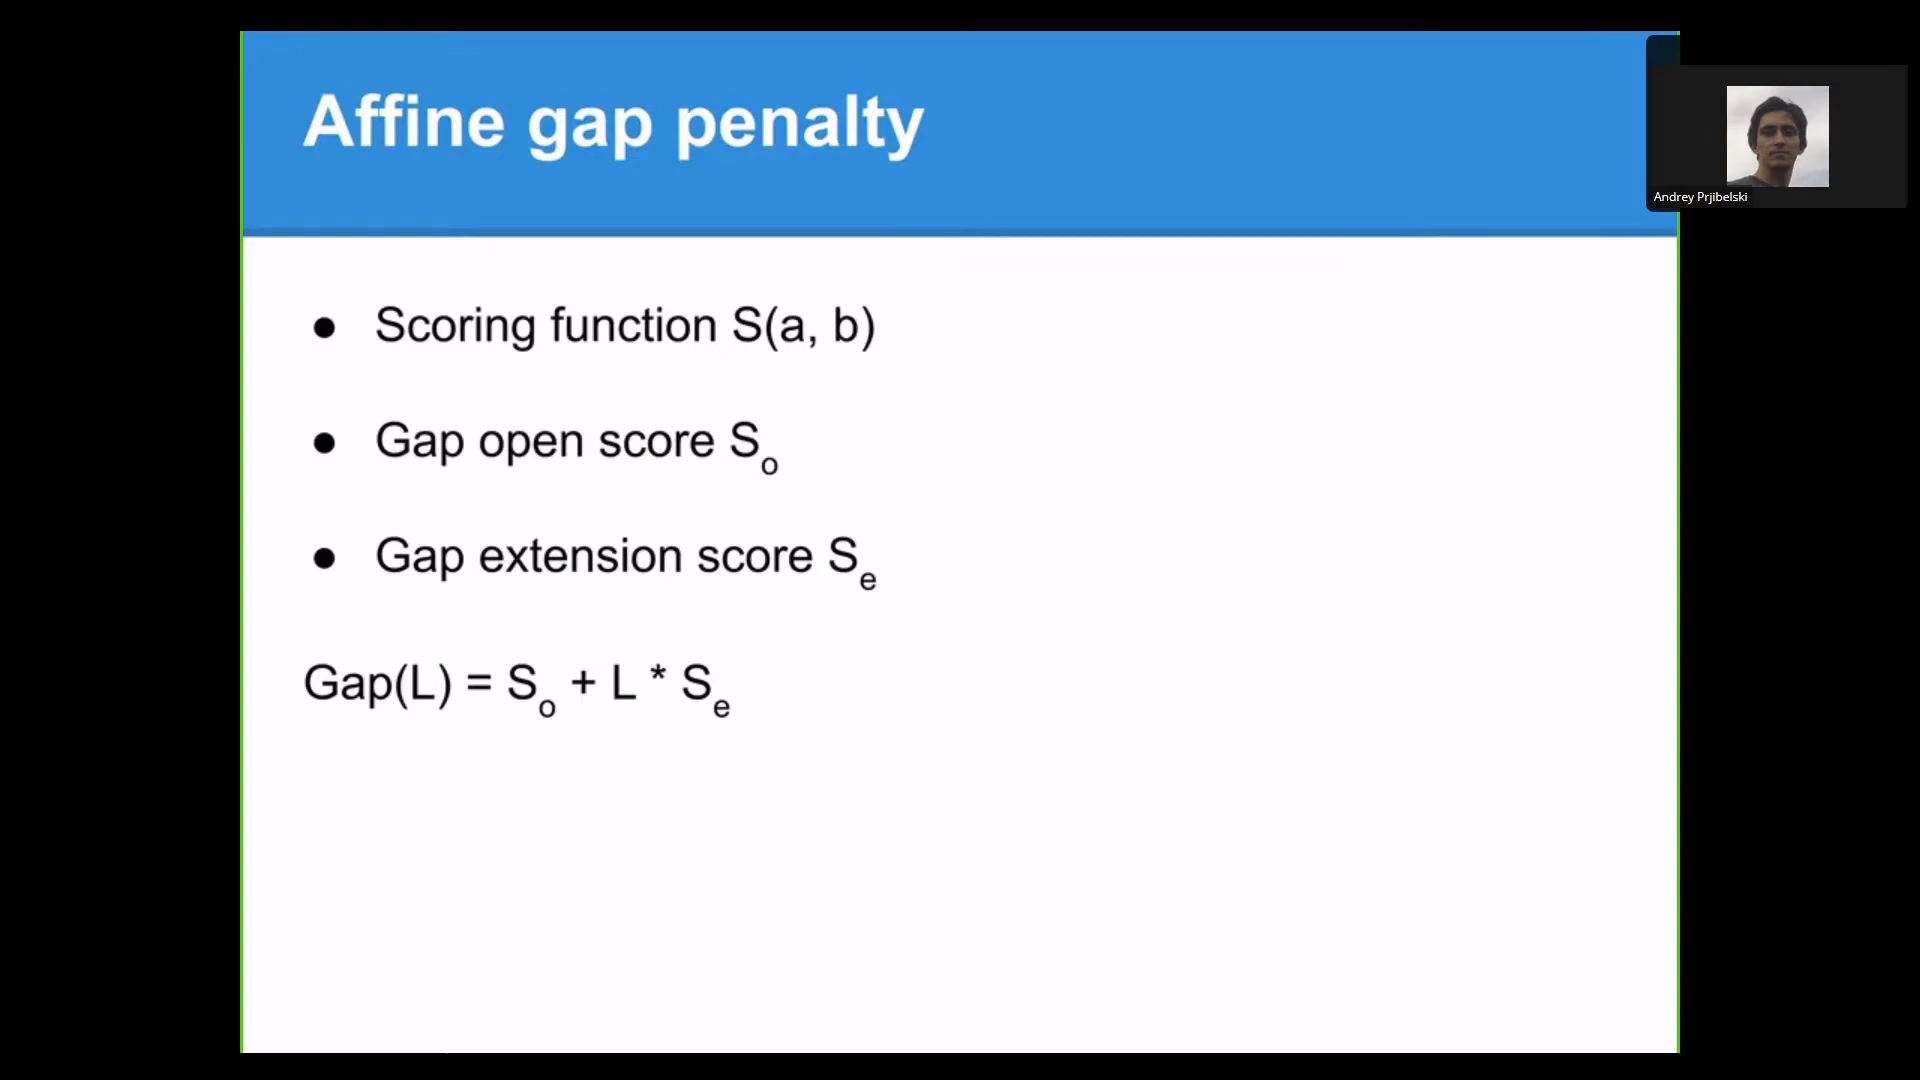 Affine gap penalty
Andrey Prjibelski
● Scoring function S(a, b)
● Gap open score Sₒ
● Gap extension score Sₑ
Gap(L) = Sₒ + L * Sₑ